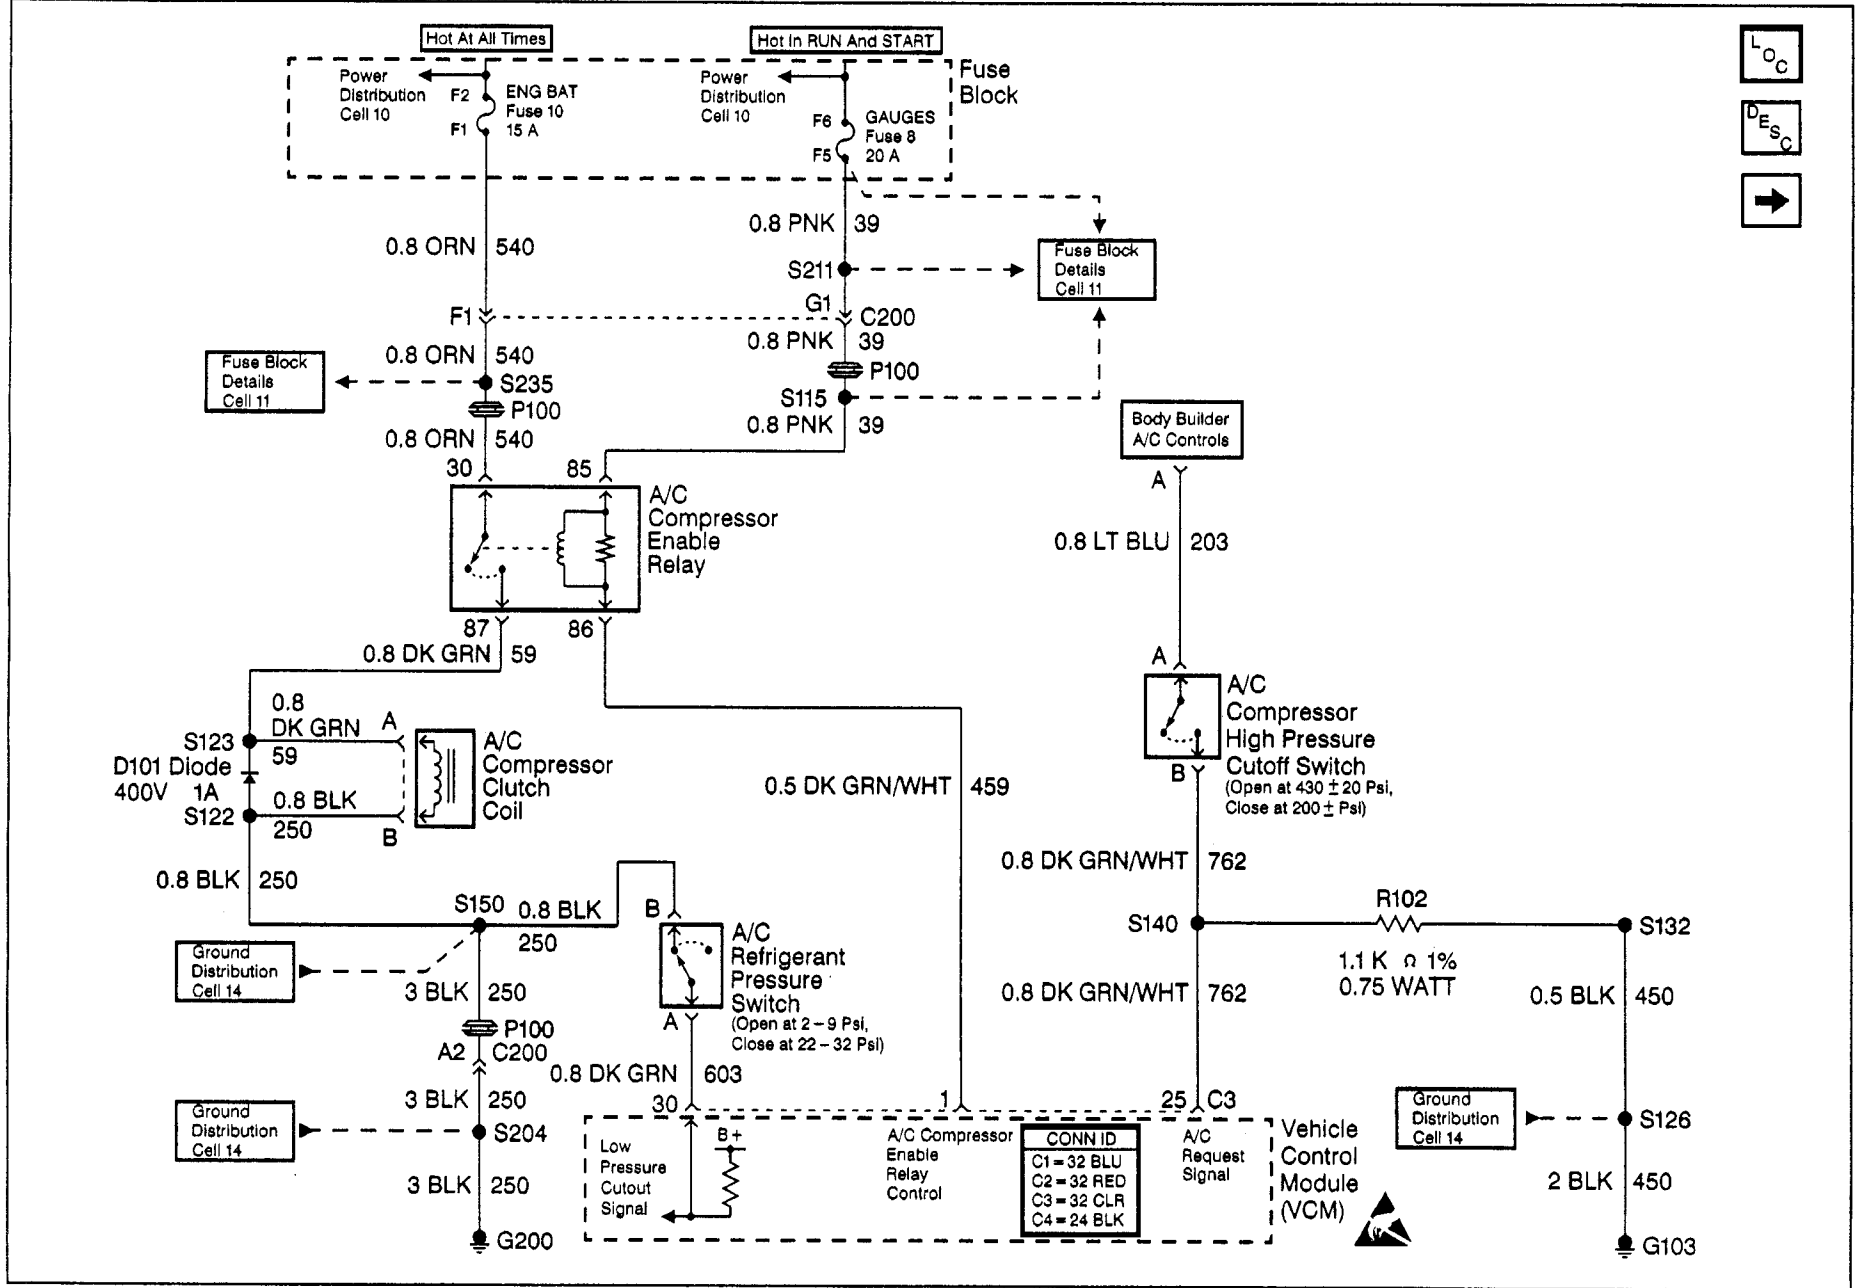 Hot At All Times
Hot In RUN And START
LOC
Power
Distribution
Cell 10
F2
F1
ENG BAT
Fuse 10
15 A
Power
Distribution
Cell 10
F6
F5
GAUGES
Fuse 8
20 A
Fuse
Block
DESC
0.8 ORN 540
0.8 PNK 39
S211
Fuse Block
Details
Cell 11
F1
G1
C200
0.8 ORN 540
0.8 PNK 39
Fuse Block
Details
Cell 11
S235
P100
P100
S115
0.8 ORN 540
0.8 PNK 39
Body Builder
A/C Controls
A
30
85
A/C
Compressor
Enable
Relay
0.8 LT BLU 203
87
86
0.8 DK GRN 59
A
A/C
Compressor
High Pressure
Cutoff Switch
(Open at 430 ± 20 Psi,
Close at 200 ± Psi)
B
0.8
DK GRN
59
A
S123
D101 Diode
400V 1A
S122
0.8 BLK
250
B
A/C
Compressor
Clutch
Coil
0.5 DK GRN/WHT 459
0.8 DK GRN/WHT 762
0.8 BLK 250
S150
0.8 BLK
250
B
A/C
Refrigerant
Pressure
Switch
(Open at 2 – 9 Psi,
Close at 22 – 32 Psi)
A
S140
R102
1.1 K Ω 1%
0.75 WATT
S132
Ground
Distribution
Cell 14
3 BLK 250
0.8 DK GRN/WHT 762
0.5 BLK 450
P100
A2 C200
0.8 DK GRN 603
3 BLK 250
30
1
25 C3
Ground
Distribution
Cell 14
S204
Ground
Distribution
Cell 14
S126
Low
Pressure
Cutout
Signal
B+
A/C Compressor
Enable
Relay
Control
CONN ID
C1 = 32 BLU
C2 = 32 RED
C3 = 32 CLR
C4 = 24 BLK
A/C
Request
Signal
Vehicle
Control
Module
(VCM)
3 BLK 250
2 BLK 450
G200
G103